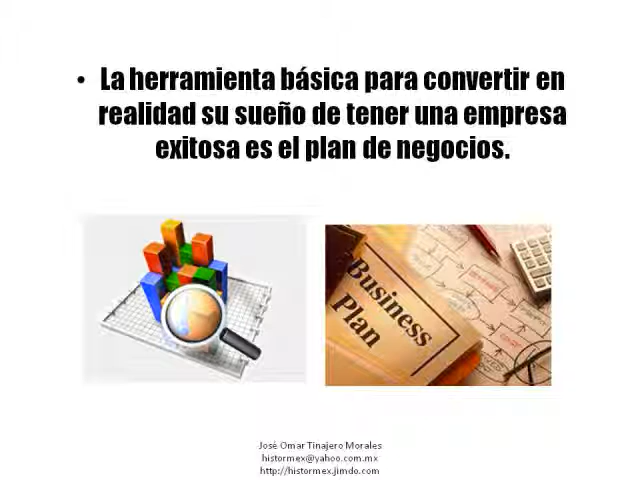 • La herramienta básica para convertir en
realidad su sueño de tener una empresa
exitosa es el plan de negocios.
Business
Plan
José Omar Tinajero Morales
histormex@yahoo.com.mx
http://histormex.jimdo.com